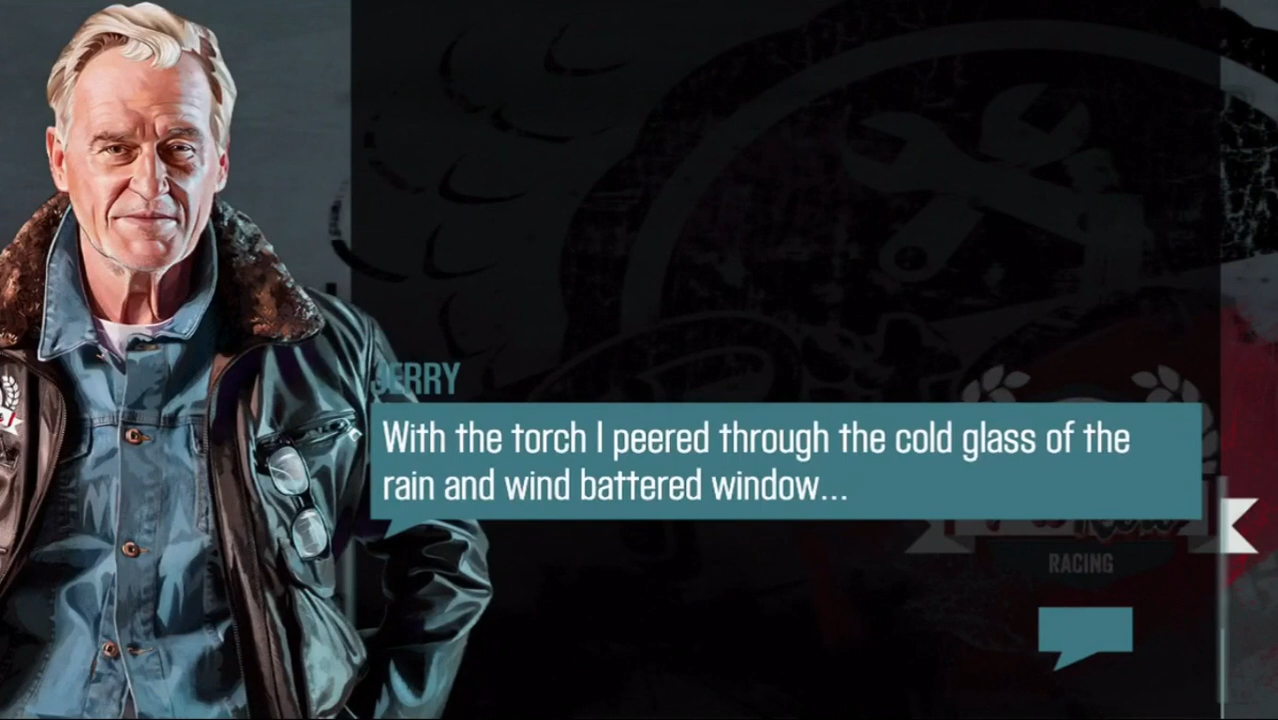 JERRY
With the torch I peered through the cold glass of the
rain and wind battered window...
RACING